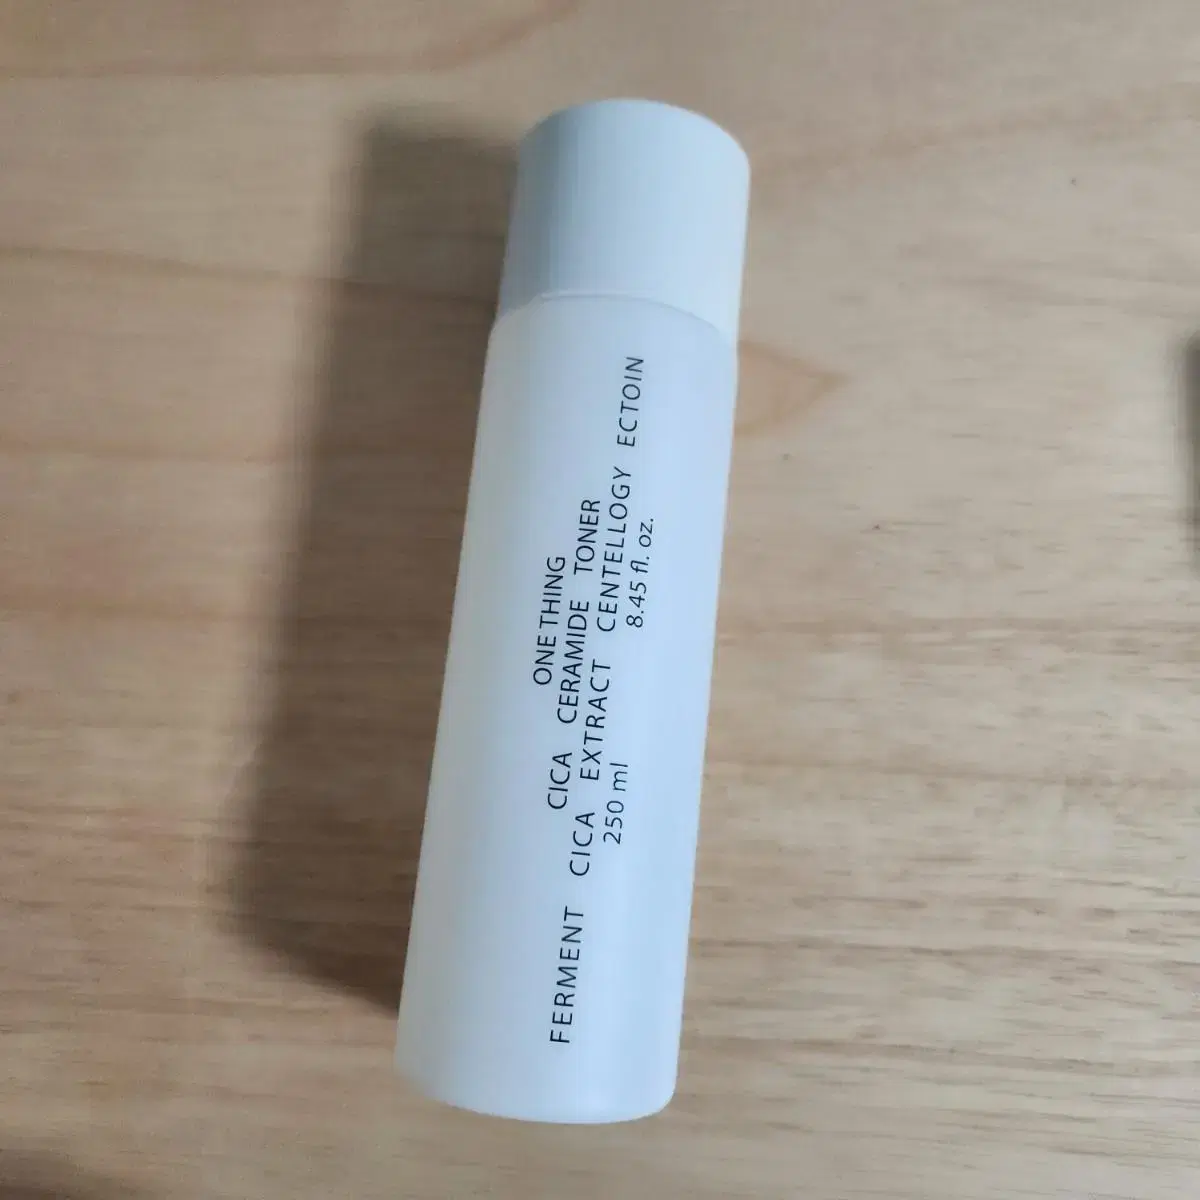 ONE THING
CICA CERAMIDE TONER
FERMENT CICA EXTRACT CENTELLOGY ECTOIN
250 ml 8.45 fl. oz.